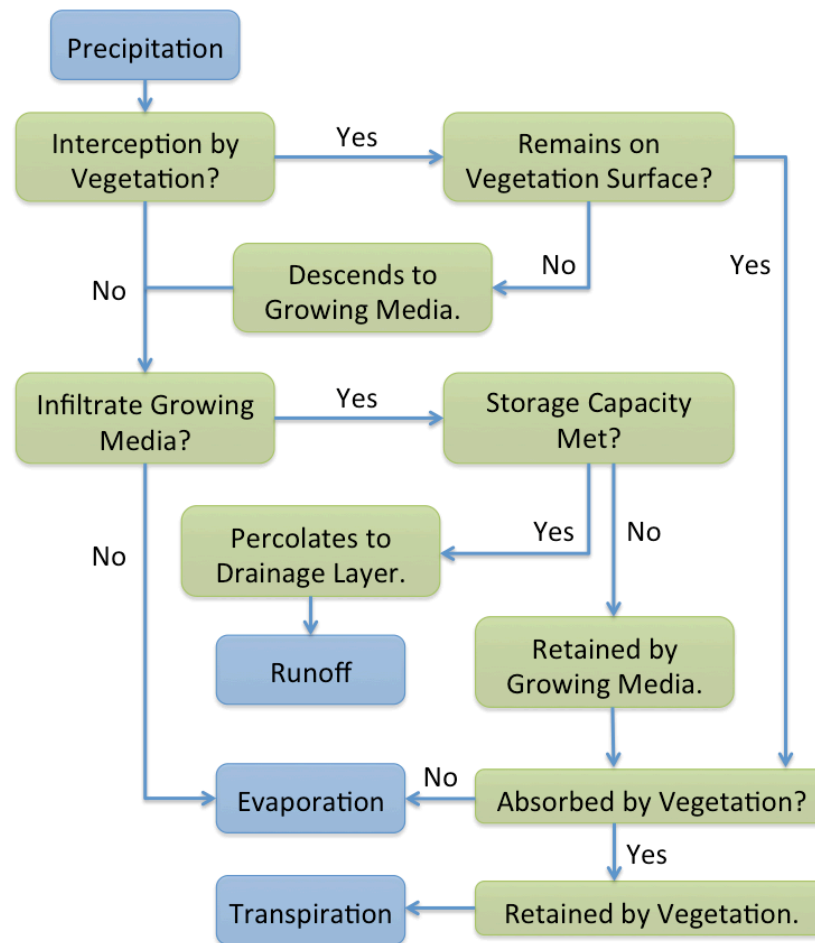 Precipitation
Interception by
Vegetation?
Yes
Remains on
Vegetation Surface?
No
Descends to
Growing Media.
No
Yes
Infiltrate Growing
Media?
Yes
Storage Capacity
Met?
No
Percolates to
Drainage Layer.
Yes
No
Runoff
Retained by
Growing Media.
Evaporation
No
Absorbed by Vegetation?
Yes
Transpiration
Retained by Vegetation.